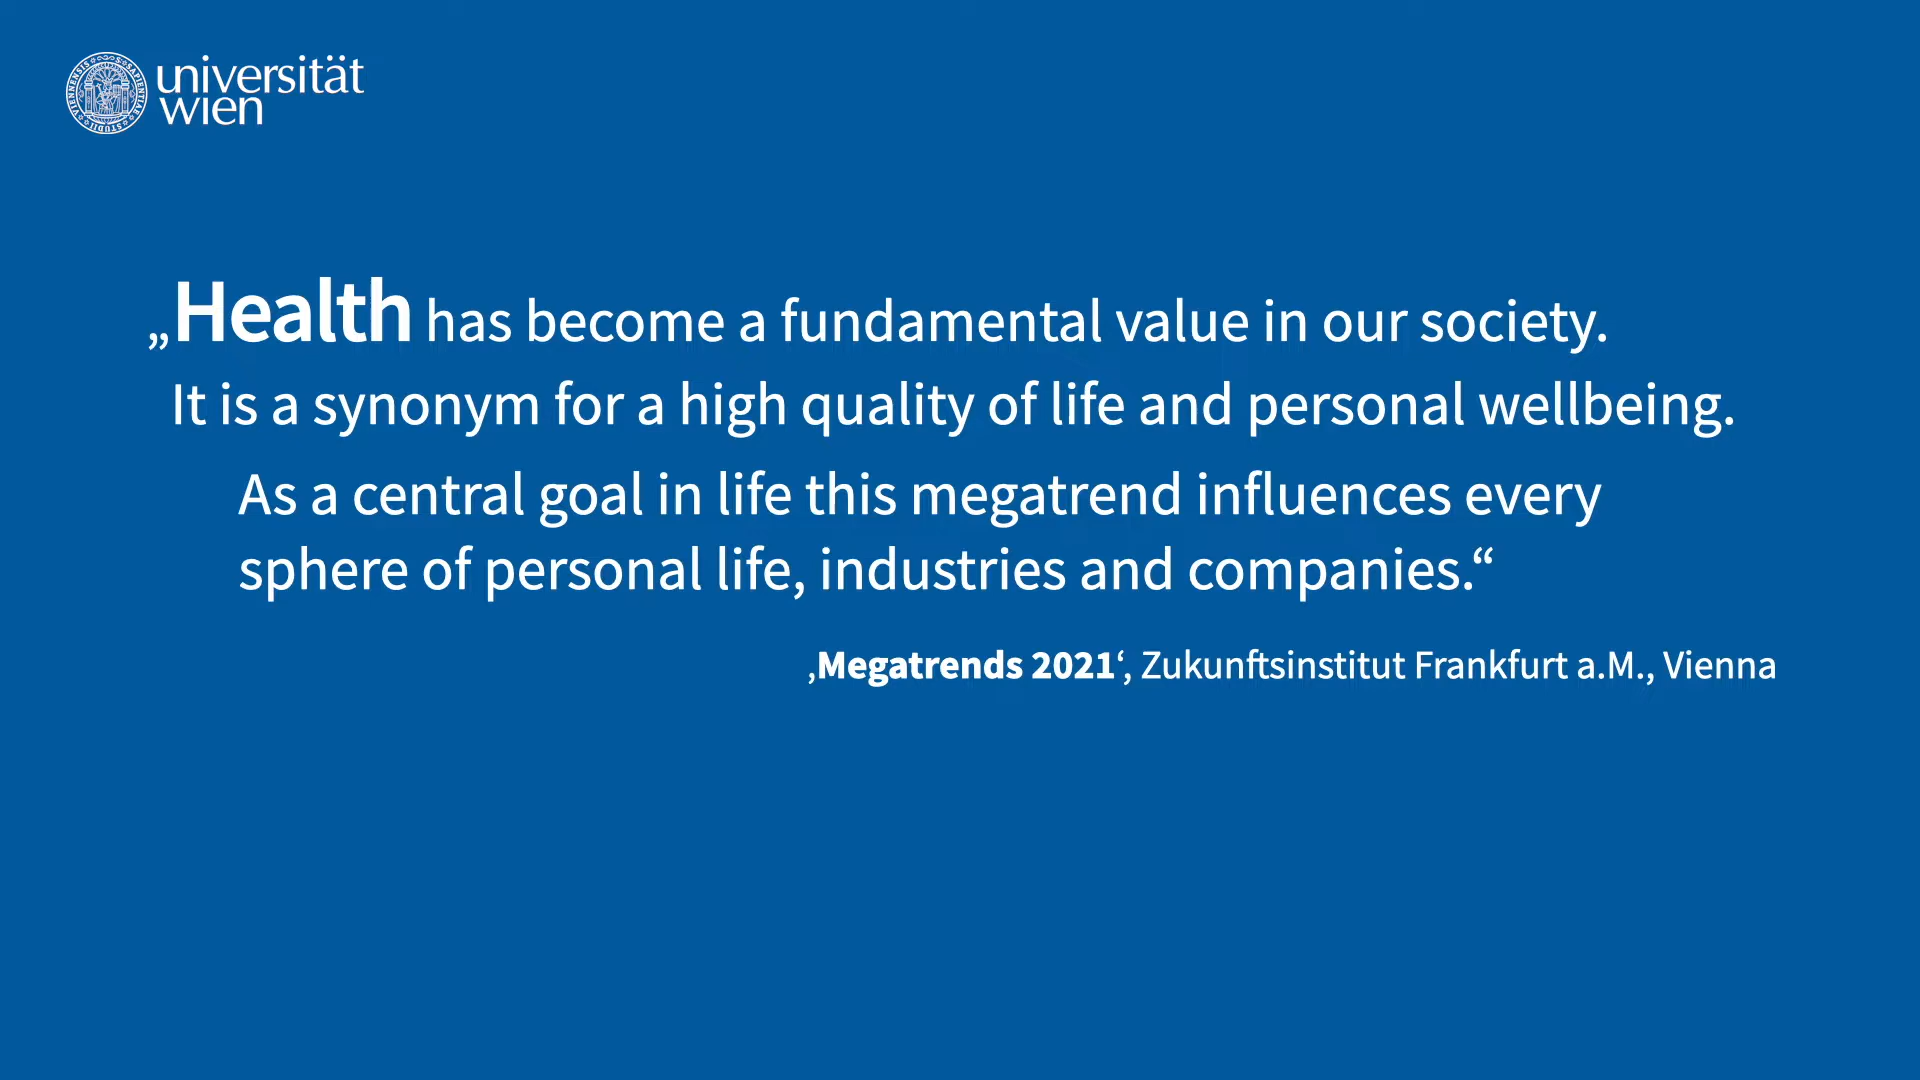 universität
wien
„Health has become a fundamental value in our society.
It is a synonym for a high quality of life and personal wellbeing.
As a central goal in life this megatrend influences every
sphere of personal life, industries and companies.“
‚Megatrends 2021‘, Zukunftsinstitut Frankfurt a.M., Vienna